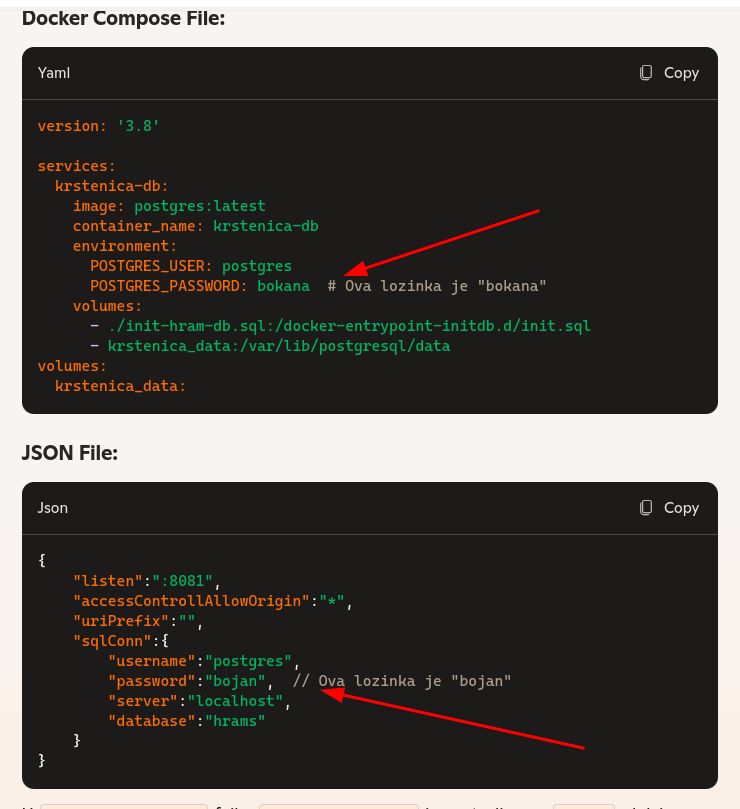 Docker Compose File:
Yaml
Copy
version: '3.8'
services:
krstenica-db:
image: postgres:latest
container_name: krstenica-db
environment:
POSTGRES_USER: postgres
POSTGRES_PASSWORD: bokana  # Ova lozinka je "bokana"
volumes:
- ./init-hram-db.sql:/docker-entrypoint-initdb.d/init.sql
- krstenica_data:/var/lib/postgresql/data
volumes:
krstenica_data:
JSON File:
Json
Copy
{
"listen":":8081",
"accessControllAllowOrigin":"*",
"uriPrefix":"",
"sqlConn":{
"username":"postgres",
"password":"bojan",  // Ova lozinka je "bojan"
"server":"localhost",
"database":"hrams"
}
}